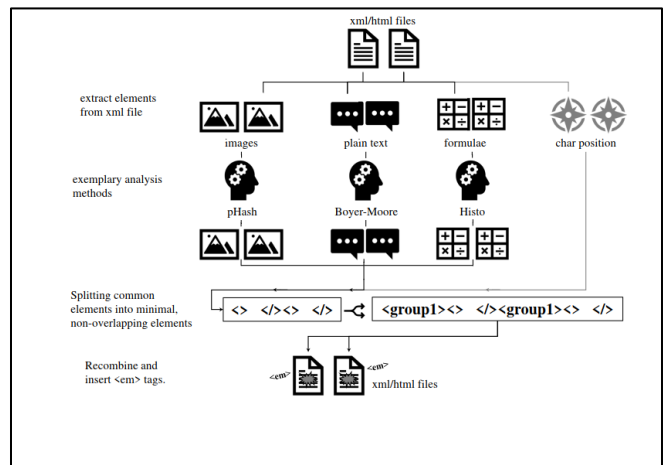 xml/html files
extract elements
from xml file
images
plain text
formulae
char position
exemplary analysis
methods
pHash
Boyer-Moore
Histo
Splitting common
elements into minimal,
non-overlapping elements
<> </><> </>
<group1><> </><group1><> </>
Recombine and
insert <em> tags.
<em>
<em>
xml/html files